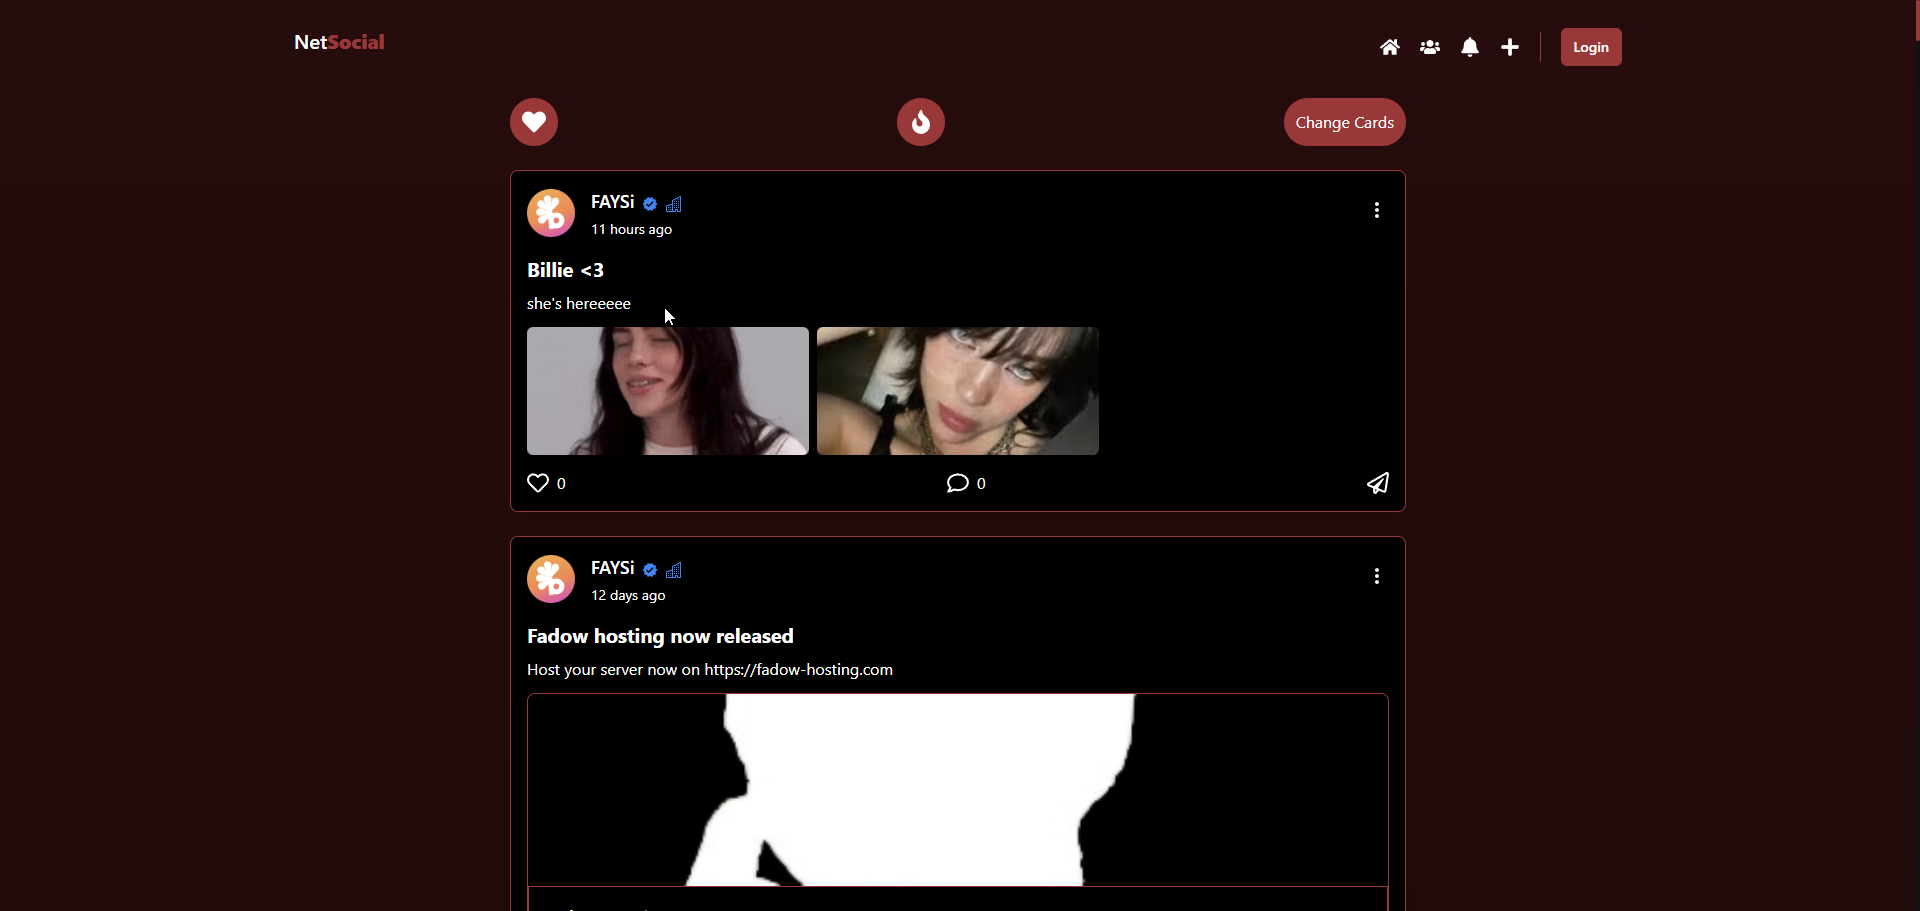 NetSocial
Login
Change Cards
FAYSi
11 hours ago
Billie <3
she's hereeeee
0
0
FAYSi
12 days ago
Fadow hosting now released
Host your server now on https://fadow-hosting.com